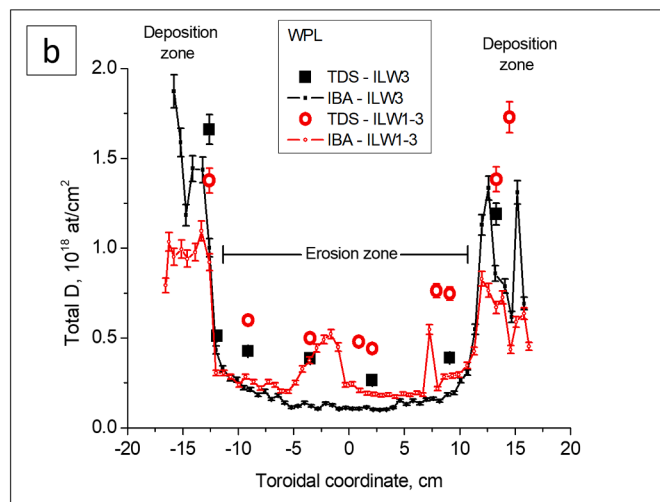 b
Deposition
zone
WPL
TDS - ILW3
IBA - ILW3
TDS - ILW1-3
IBA - ILW1-3
Deposition
zone
Erosion zone
Total D, 10¹⁸ at/cm²
2.0
1.5
1.0
0.5
0.0
-20
-15
-10
-5
0
5
10
15
20
Toroidal coordinate, cm